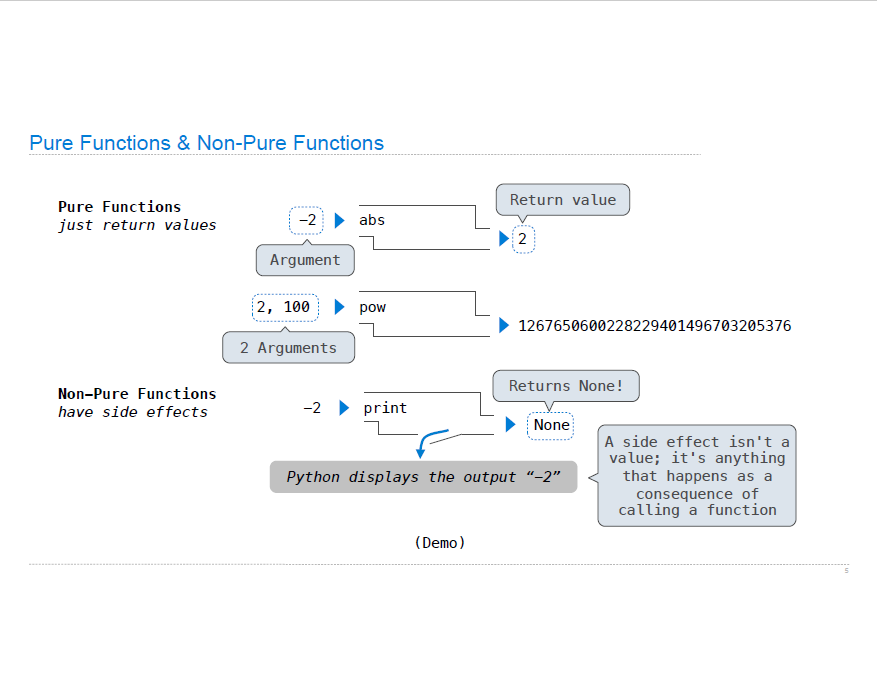 Pure Functions & Non-Pure Functions
Pure Functions
just return values
−2
abs
Return value
2
Argument
2, 100
pow
1267650600228229401496703205376
2 Arguments
Non−Pure Functions
have side effects
−2
print
Returns None!
None
Python displays the output “−2”
A side effect isn't a
value; it's anything
that happens as a
consequence of
calling a function
(Demo)
5